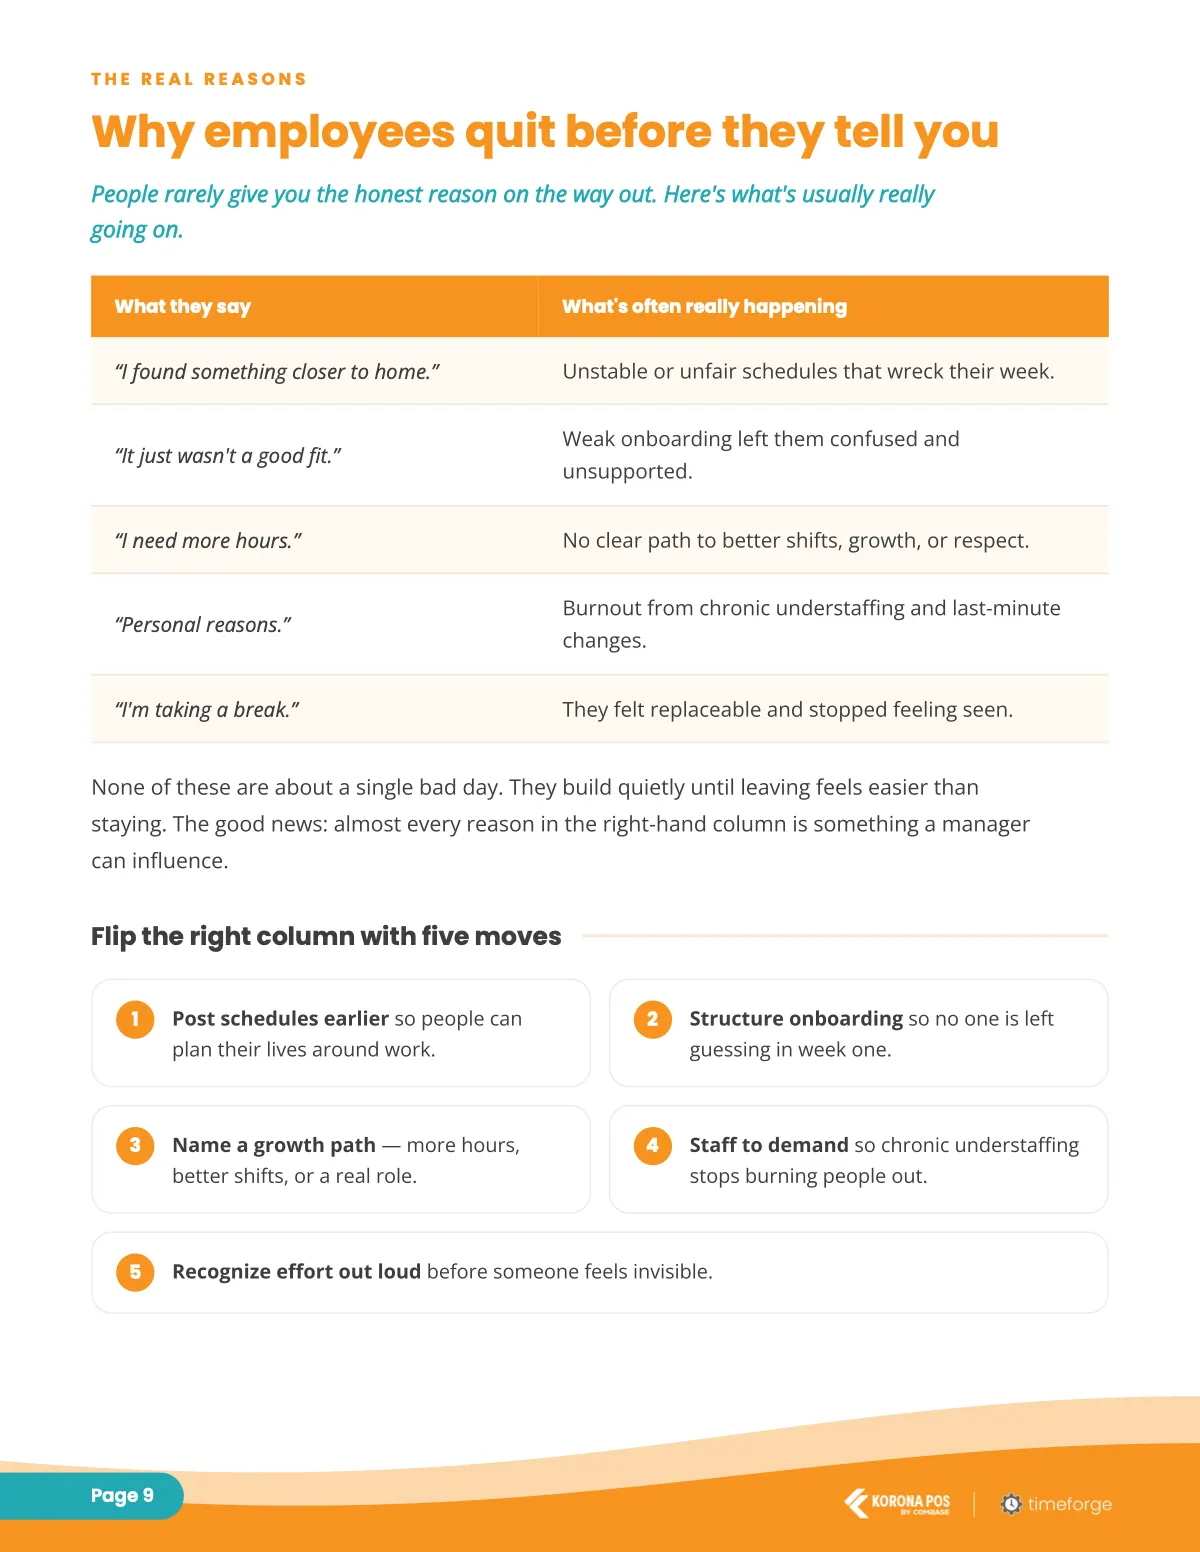 THE REAL REASONS
Why employees quit before they tell you
People rarely give you the honest reason on the way out. Here's what's usually really
going on.
What they say
What's often really happening
“I found something closer to home.”
Unstable or unfair schedules that wreck their week.
“It just wasn't a good fit.”
Weak onboarding left them confused and
unsupported.
“I need more hours.”
No clear path to better shifts, growth, or respect.
“Personal reasons.”
Burnout from chronic understaffing and last-minute
changes.
“I'm taking a break.”
They felt replaceable and stopped feeling seen.
None of these are about a single bad day. They build quietly until leaving feels easier than
staying. The good news: almost every reason in the right-hand column is something a manager
can influence.
Flip the right column with five moves
1
Post schedules earlier so people can
plan their lives around work.
2
Structure onboarding so no one is left
guessing in week one.
3
Name a growth path — more hours,
better shifts, or a real role.
4
Staff to demand so chronic understaffing
stops burning people out.
5
Recognize effort out loud before someone feels invisible.
Page 9
KORONA POS
BY COMBASE
timeforge